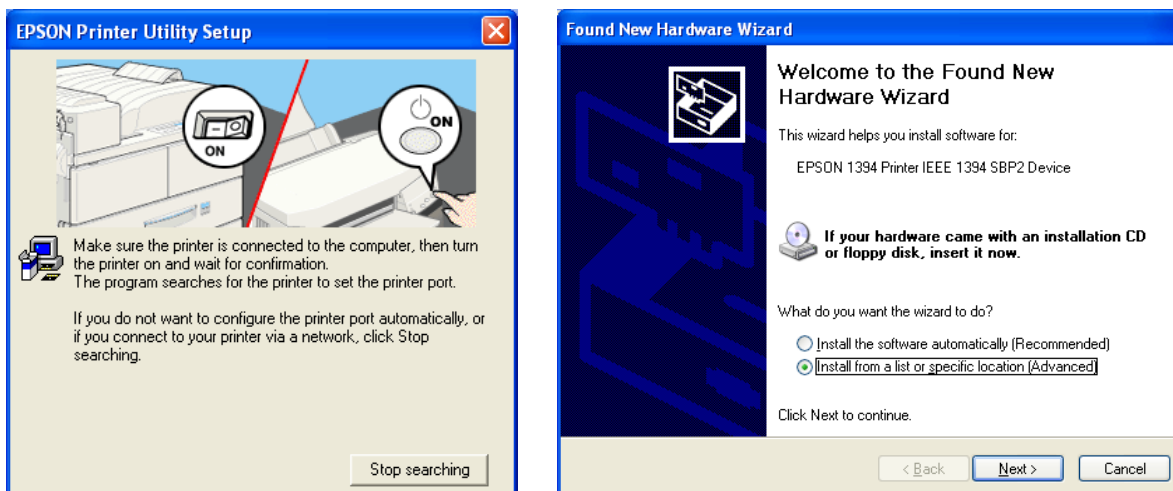 EPSON Printer Utility Setup
ON
ON
Make sure the printer is connected to the computer, then turn
the printer on and wait for confirmation.
The program searches for the printer to set the printer port.
If you do not want to configure the printer port automatically, or
if you connect to your printer via a network, click Stop
searching.
Stop searching
Found New Hardware Wizard
Welcome to the Found New
Hardware Wizard
This wizard helps you install software for:
EPSON 1394 Printer IEEE 1394 SBP2 Device
If your hardware came with an installation CD
or floppy disk, insert it now.
What do you want the wizard to do?
Install the software automatically (Recommended)
Install from a list or specific location (Advanced)
Click Next to continue.
< Back
Next >
Cancel